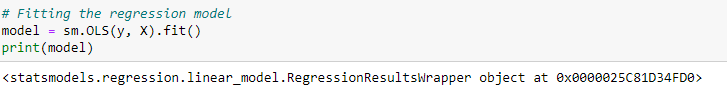 # Fitting the regression model
model = sm.OLS(y, X).fit()
print(model)
<statsmodels.regression.linear_model.RegressionResultsWrapper object at 0x0000025C81D34FD0>